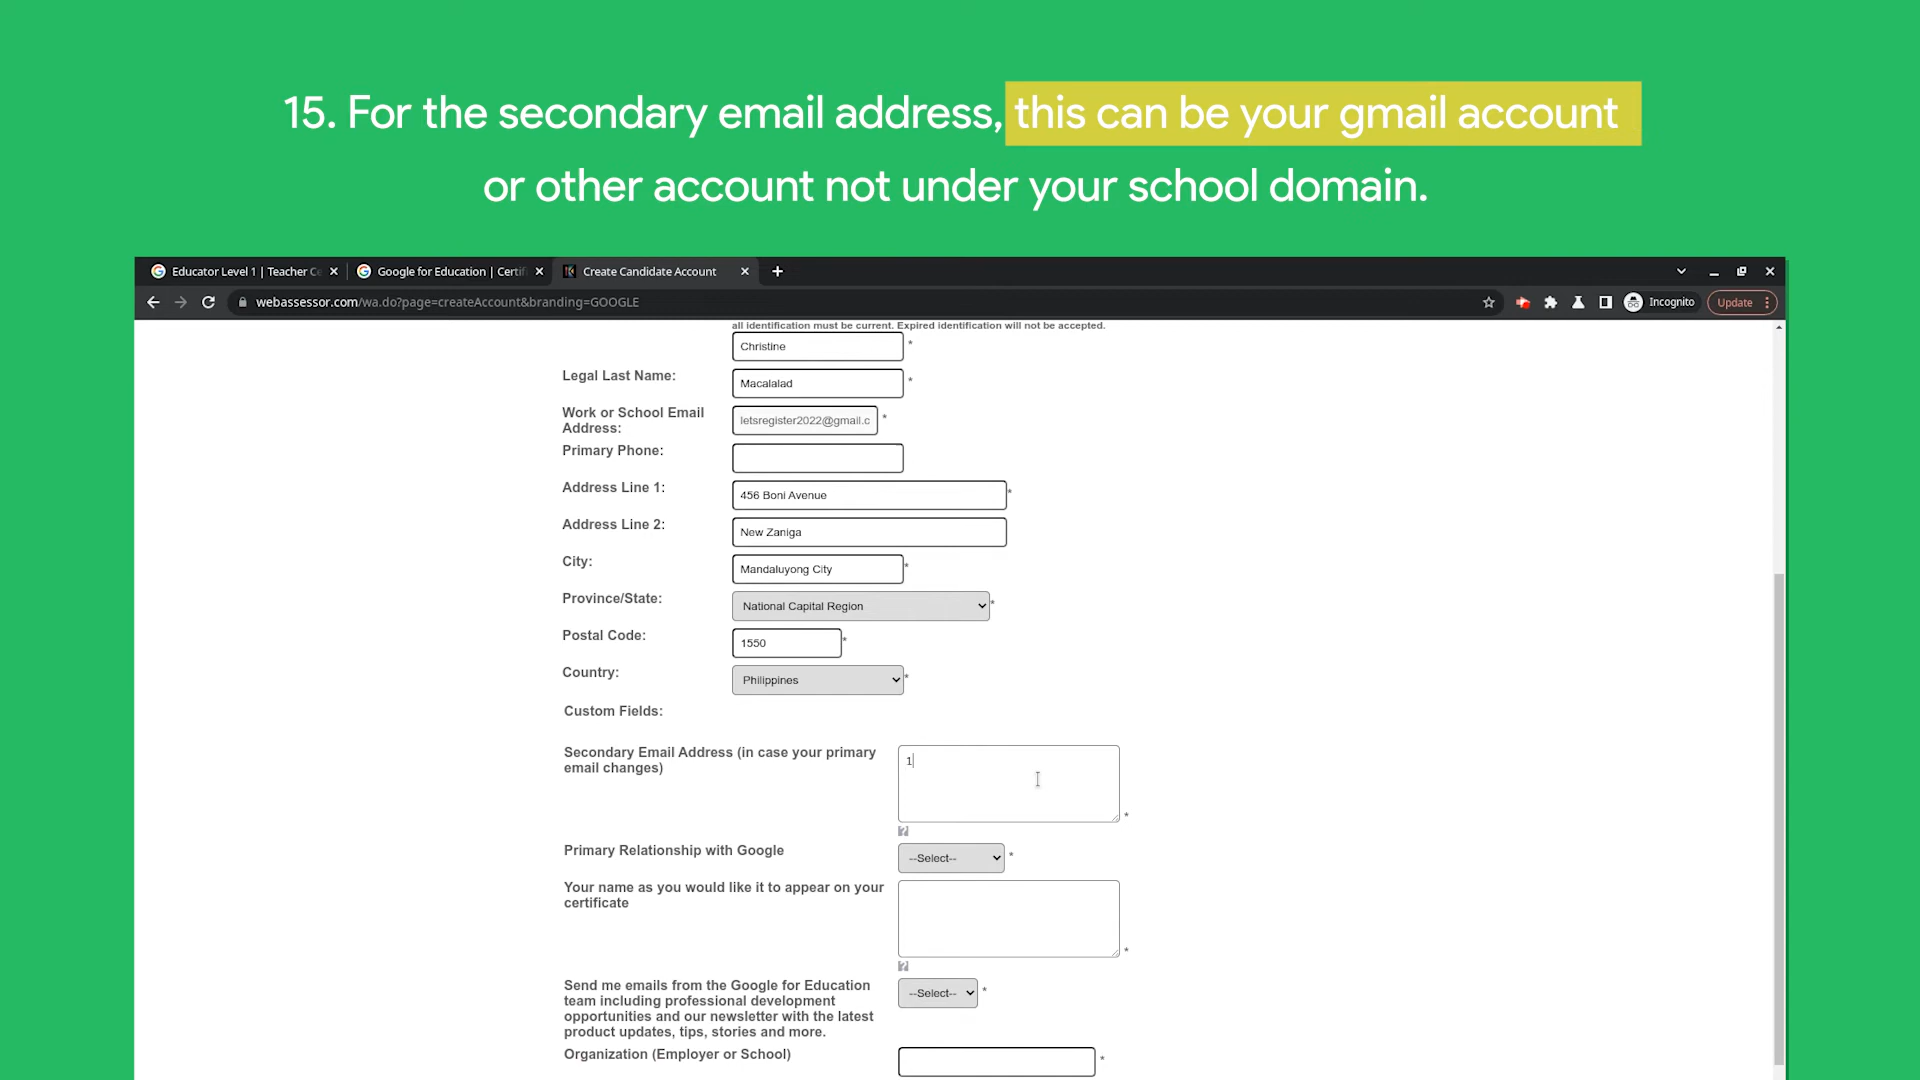 15. For the secondary email address, this can be your gmail account
or other account not under your school domain.
Educator Level 1 | Teacher Ce
Google for Education | Certifi
Create Candidate Account
webassessor.com/wa.do?page=createAccount&branding=GOOGLE
Incognito
Update
all identification must be current. Expired identification will not be accepted.
Christine *
Legal Last Name: Macalalad *
Work or School Email
Address: letsregister2022@gmail.c *
Primary Phone:
Address Line 1: 456 Boni Avenue *
Address Line 2: New Zaniga
City: Mandaluyong City *
Province/State: National Capital Region *
Postal Code: 1550 *
Country: Philippines *
Custom Fields:
Secondary Email Address (in case your primary
email changes)
1
*
Primary Relationship with Google --Select-- *
Your name as you would like it to appear on your
certificate
*
Send me emails from the Google for Education
team including professional development
opportunities and our newsletter with the latest
product updates, tips, stories and more.
--Select-- *
Organization (Employer or School) *